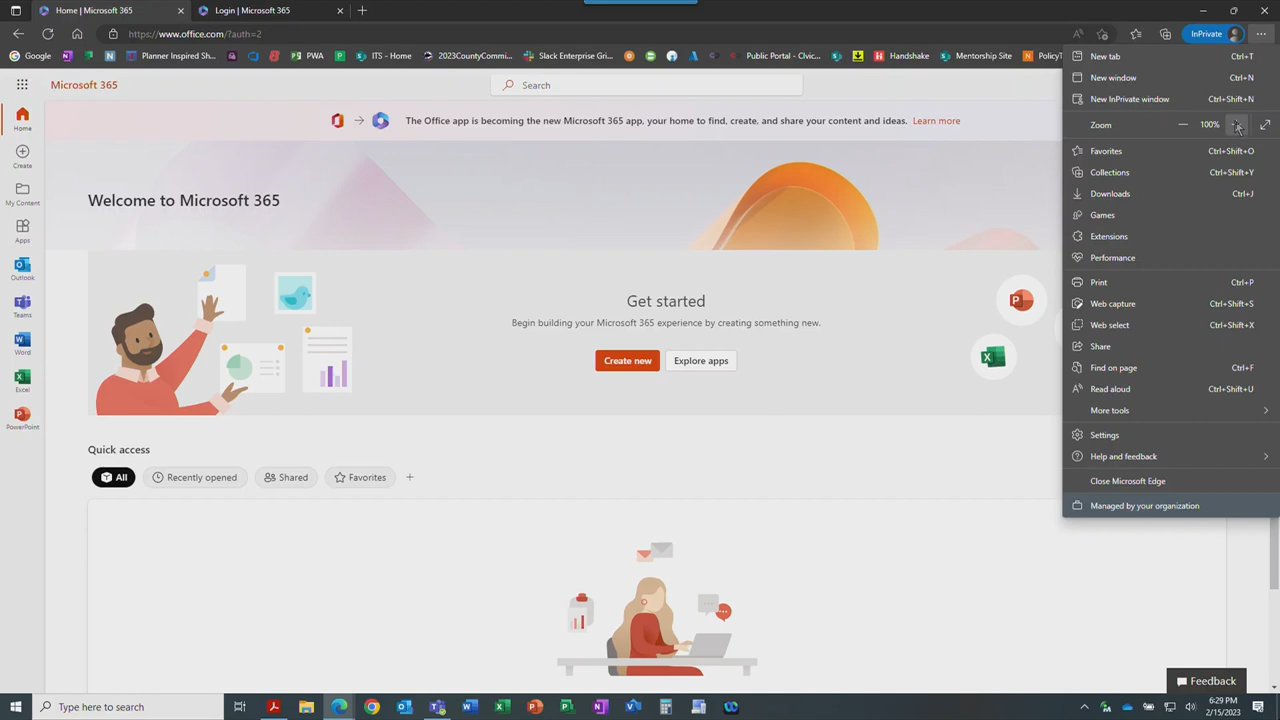 Home | Microsoft 365
Login | Microsoft 365
https://www.office.com/?auth=2
InPrivate
Google
Planner Inspired Sh...
PWA
ITS - Home
2023CountyCommu...
Slack Enterprise Gri...
Public Portal - Civic...
Handshake
Mentorship Site
PolicyT
Microsoft 365
Search
The Office app is becoming the new Microsoft 365 app, your home to find, create, and share your content and ideas. Learn more
Home
Create
My Content
Apps
Outlook
Teams
Word
Excel
PowerPoint
Welcome to Microsoft 365
Get started
Begin building your Microsoft 365 experience by creating something new.
Create new
Explore apps
Quick access
All
Recently opened
Shared
Favorites
New tab Ctrl+T
New window Ctrl+N
New InPrivate window Ctrl+Shift+N
Zoom 100%
Favorites Ctrl+Shift+O
Collections Ctrl+Shift+Y
Downloads Ctrl+J
Games
Extensions
Performance
Print Ctrl+P
Web capture Ctrl+Shift+S
Web select Ctrl+Shift+X
Share
Find on page Ctrl+F
Read aloud Ctrl+Shift+U
More tools
Settings
Help and feedback
Close Microsoft Edge
Managed by your organization
Feedback
Type here to search
6:29 PM
2/15/2023